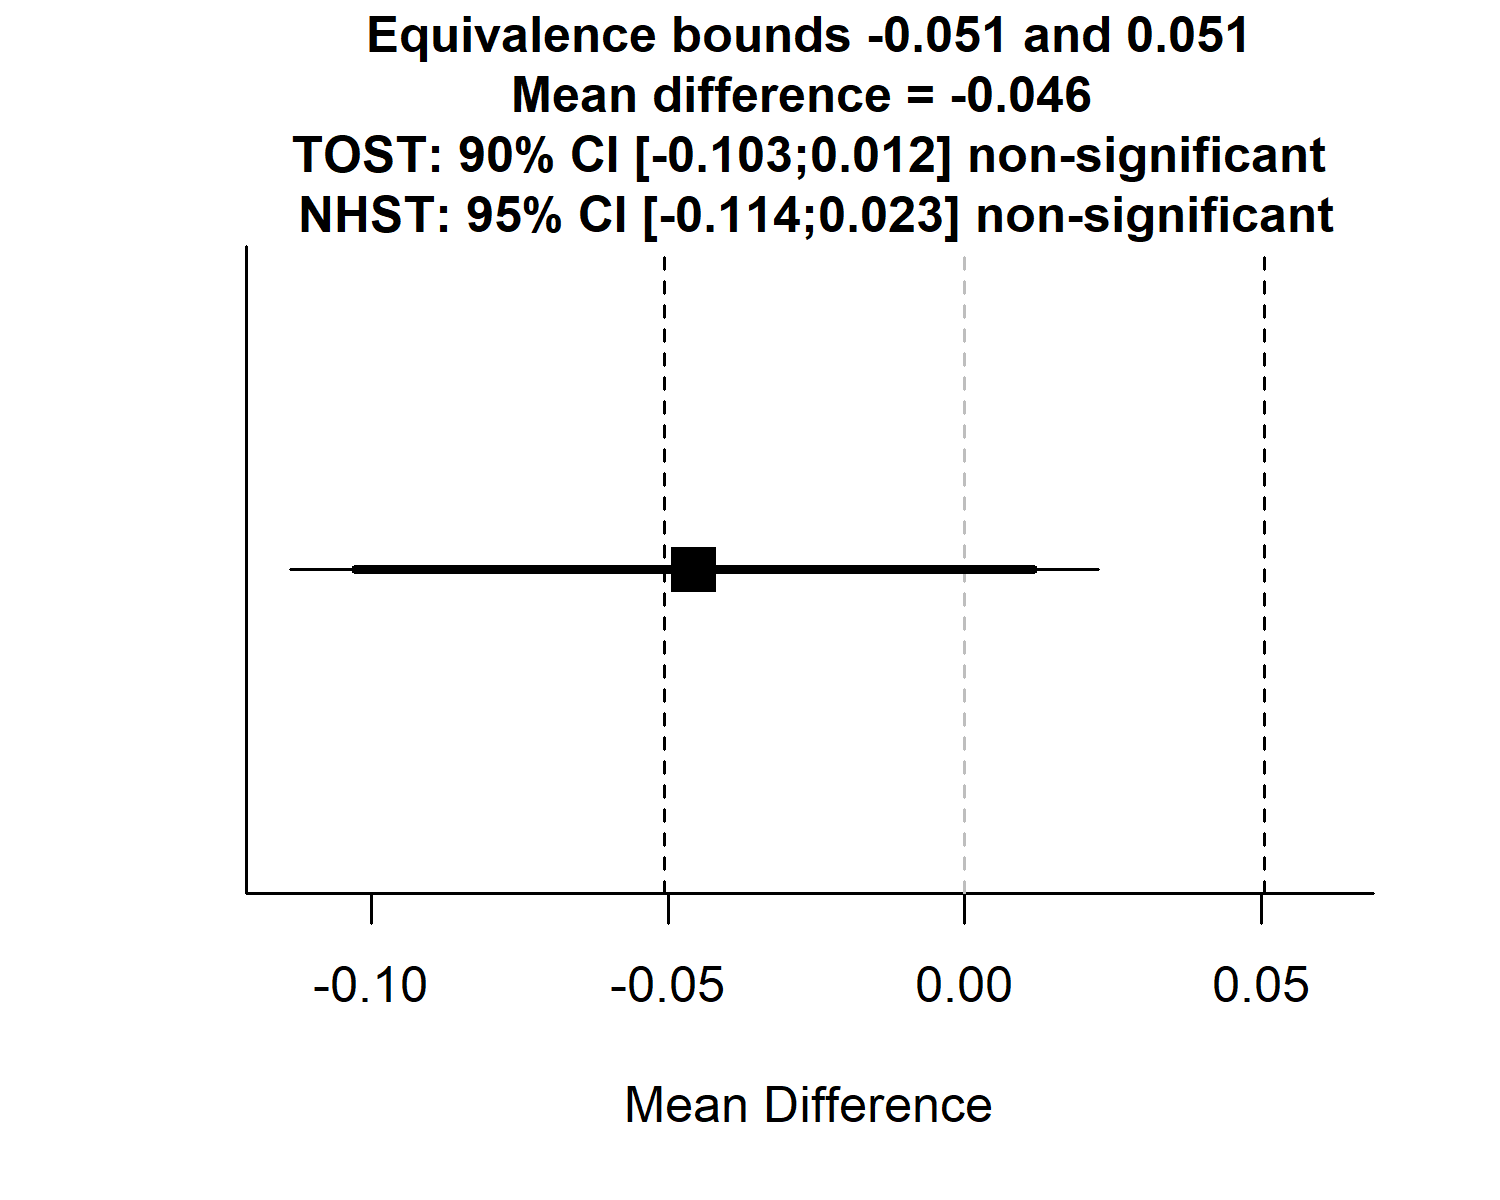 Equivalence bounds -0.051 and 0.051
Mean difference = -0.046
TOST: 90% CI [-0.103;0.012] non-significant
NHST: 95% CI [-0.114;0.023] non-significant
-0.10 -0.05 0.00 0.05
Mean Difference